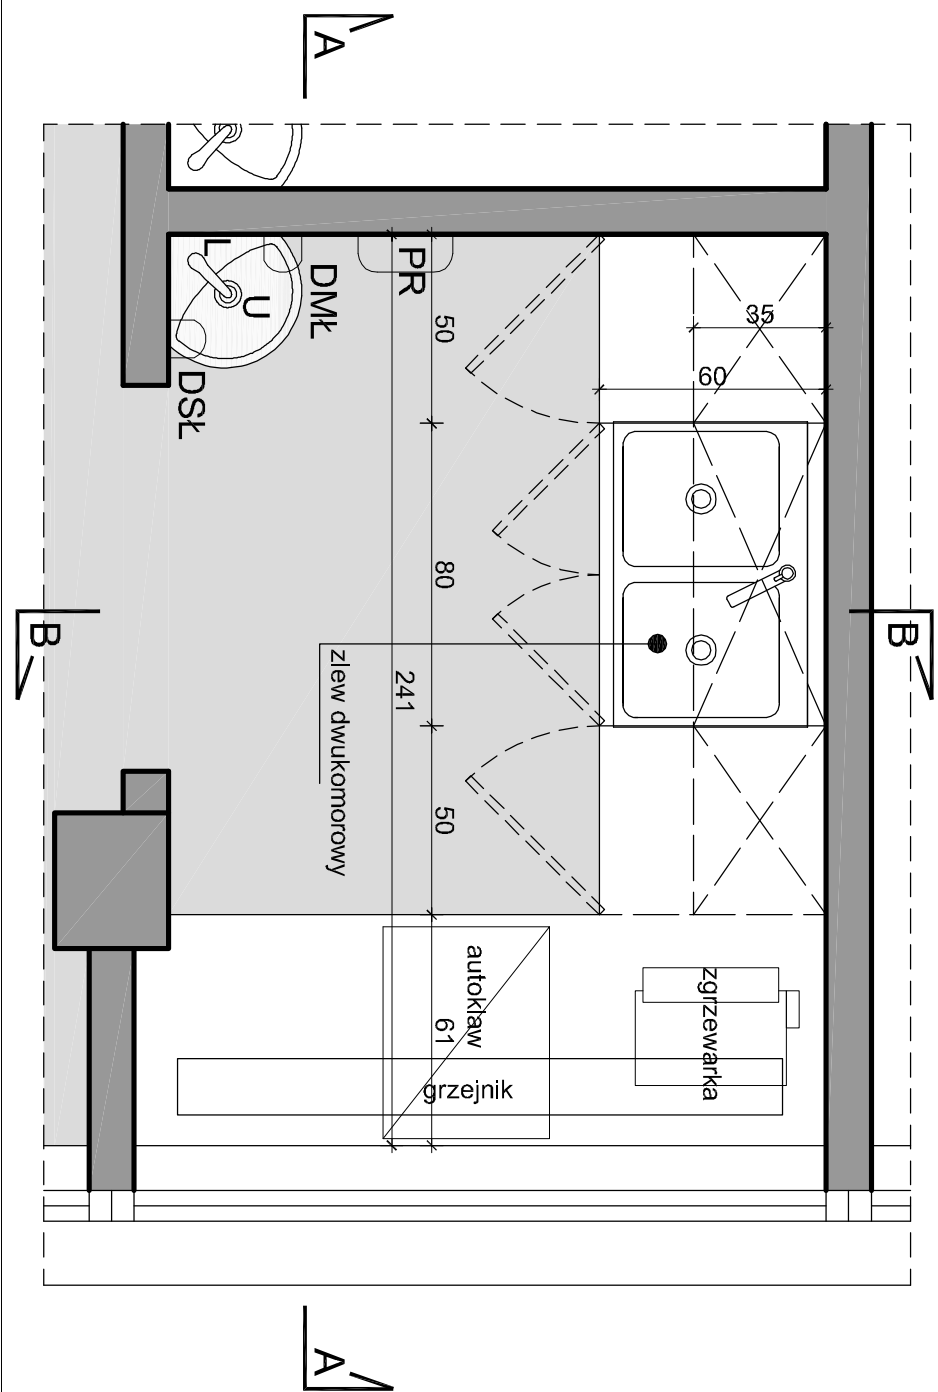 A
L
U
DMŁ
DSŁ
PR
50
35
60
80
B
B
241
zlew dwukomorowy
50
autoklaw
61
zgrzewarka
grzejnik
A